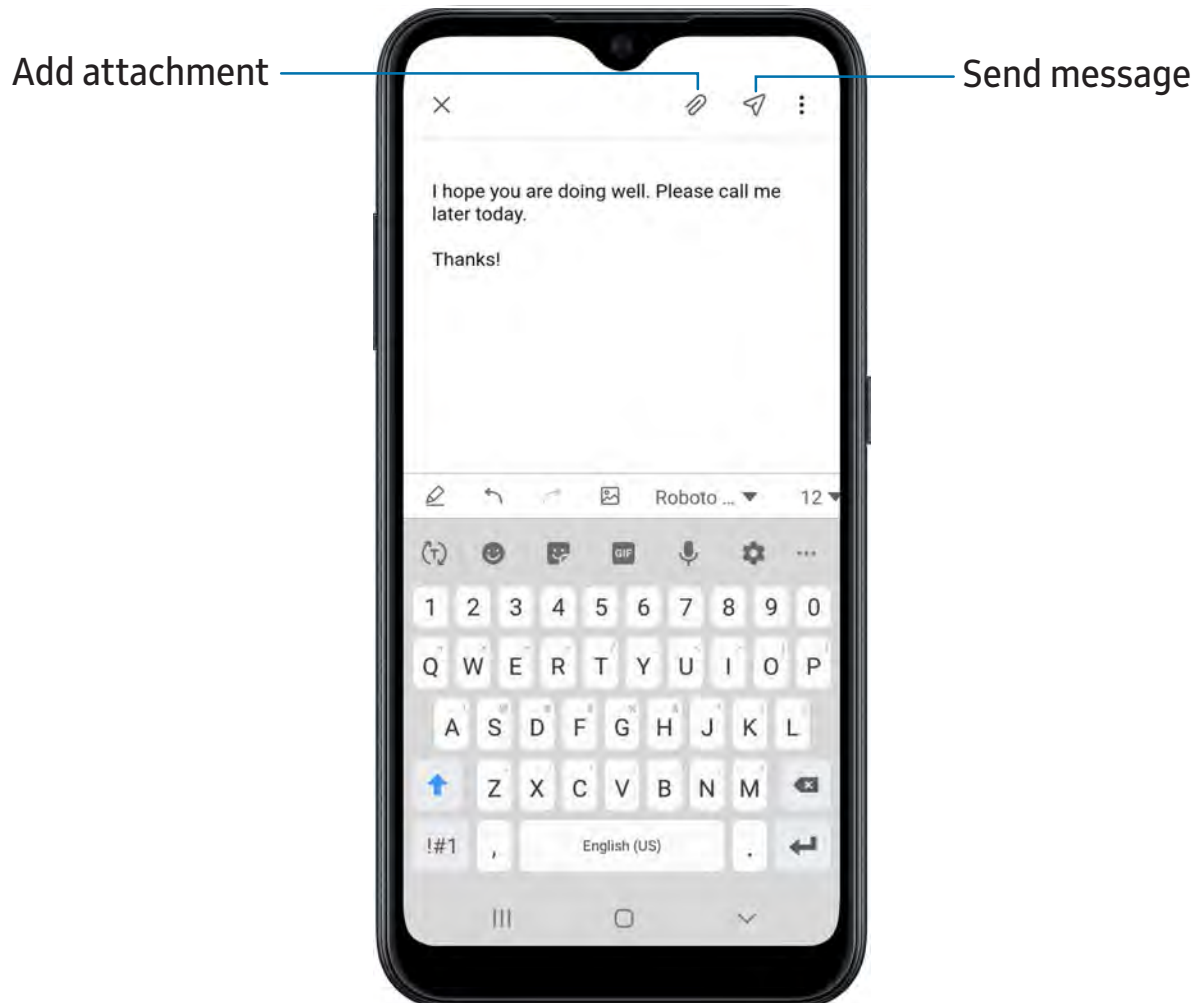 Add attachment
Send message
I hope you are doing well. Please call me
later today.
Thanks!
Roboto ... 12
GIF
1 2 3 4 5 6 7 8 9 0
Q W E R T Y U I O P
A S D F G H J K L
Z X C V B N M
!#1 , English (US) .